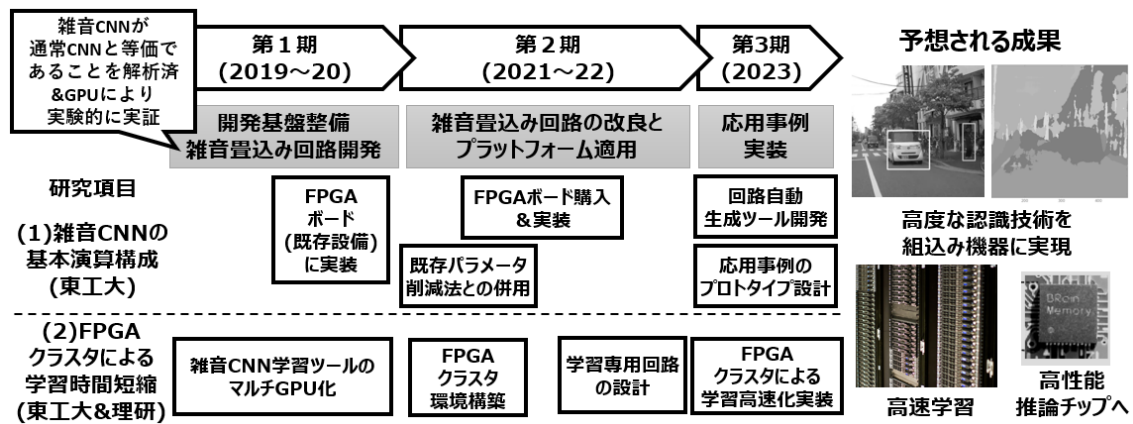 雑音CNNが
通常CNNと等価で
あることを解析済
&GPUにより
実験的に実証
第１期
(2019～20)
第２期
(2021～22)
第3期
(2023)
予想される成果
開発基盤整備
雑音畳込み回路開発
雑音畳込み回路の改良と
プラットフォーム適用
応用事例
実装
研究項目
(1)雑音CNNの
基本演算構成
(東工大)
FPGA
ボード
(既存設備)
に実装
FPGAボード購入
＆実装
既存パラメータ
削減法との併用
回路自動
生成ツール開発
応用事例の
プロトタイプ設計
高度な認識技術を
組込み機器に実現
BRain
Memory
(2)FPGA
クラスタによる
学習時間短縮
(東工大&理研)
雑音CNN学習ツールの
マルチGPU化
FPGA
クラスタ
環境構築
学習専用回路
の設計
FPGA
クラスタによる
学習高速化実装
高速学習
高性能
推論チップへ